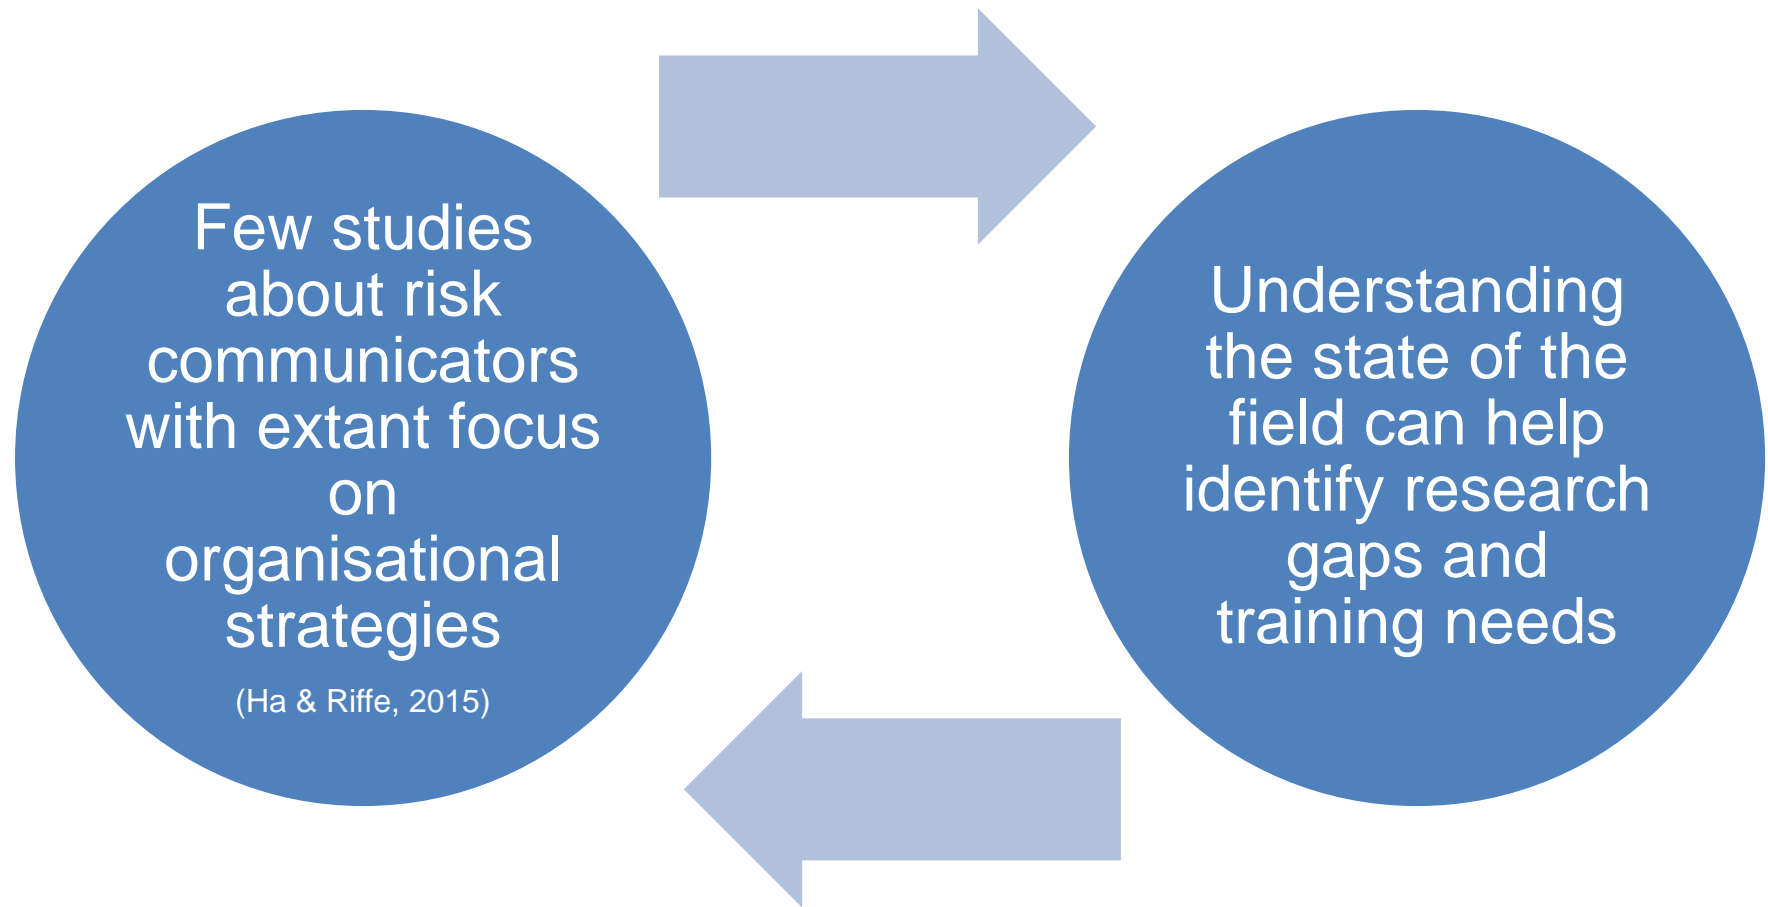 Few studies
about risk
communicators
with extant focus
on
organisational
strategies
(Ha & Riffe, 2015)
Understanding
the state of the
field can help
identify research
gaps and
training needs